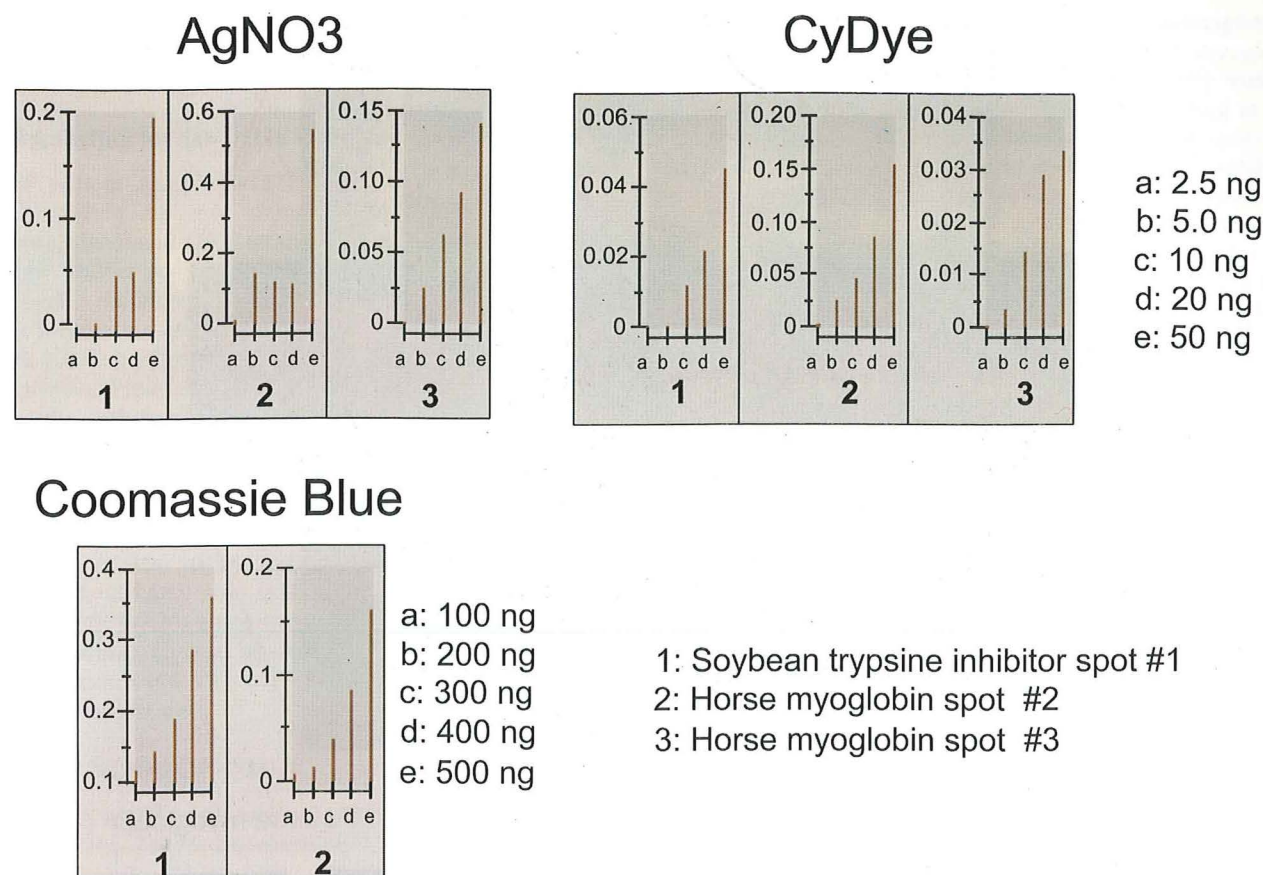 AgNO3
0.2
0.1
0
a b c d e
1
0.6
0.4
0.2
0
a b c d e
2
0.15
0.10
0.05
0
a b c d e
3
CyDye
0.06
0.04
0.02
0
a b c d e
1
0.20
0.15
0.10
0.05
0
a b c d e
2
0.04
0.03
0.02
0.01
0
a b c d e
3
a: 2.5 ng
b: 5.0 ng
c: 10 ng
d: 20 ng
e: 50 ng
Coomassie Blue
0.4
0.3
0.2
0.1
a b c d e
1
0.2
0.1
0
a b c d e
2
a: 100 ng
b: 200 ng
c: 300 ng
d: 400 ng
e: 500 ng
1: Soybean trypsine inhibitor spot #1
2: Horse myoglobin spot #2
3: Horse myoglobin spot #3